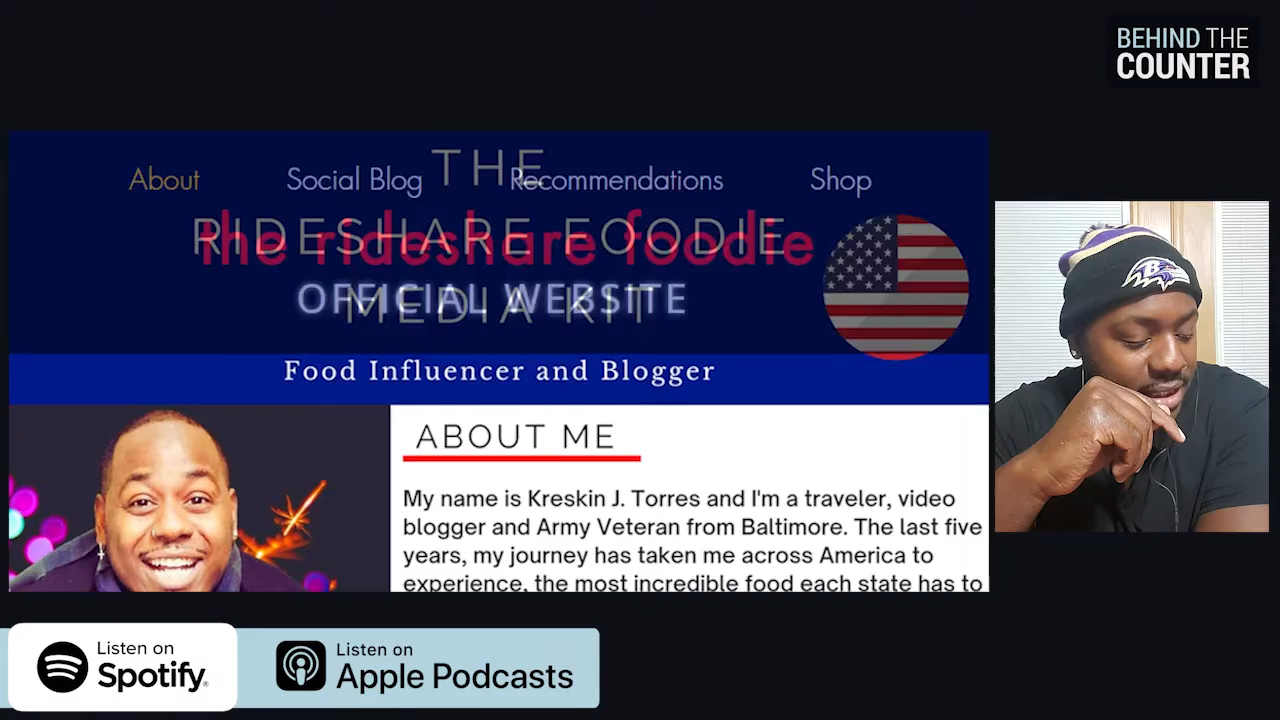 BEHIND THE
COUNTER
About Social Blog Recommendations Shop
THE
RIDESHARE FOODIE
the rideshare foodie
MEDIA KIT
OFFICIAL WEBSITE
Food Influencer and Blogger
ABOUT ME
My name is Kreskin J. Torres and I'm a traveler, video
blogger and Army Veteran from Baltimore. The last five
years, my journey has taken me across America to
experience, the most incredible food each state has to
B
Listen on
Spotify
Listen on
Apple Podcasts